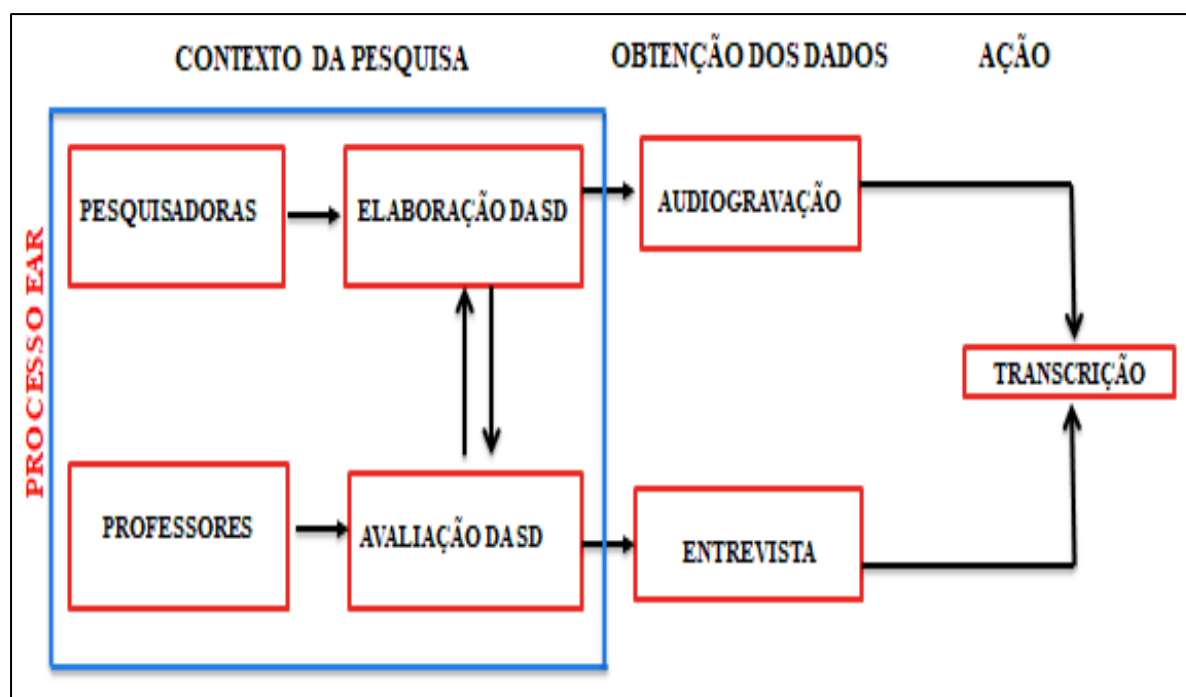 CONTEXTO DA PESQUISA
OBTENÇÃO DOS DADOS
AÇÃO
PROCESSO EAR
PESQUISADORAS
ELABORAÇÃO DA SD
AUDIOGRAVAÇÃO
TRANSCRIÇÃO
PROFESSORES
AVALIAÇÃO DA SD
ENTREVISTA